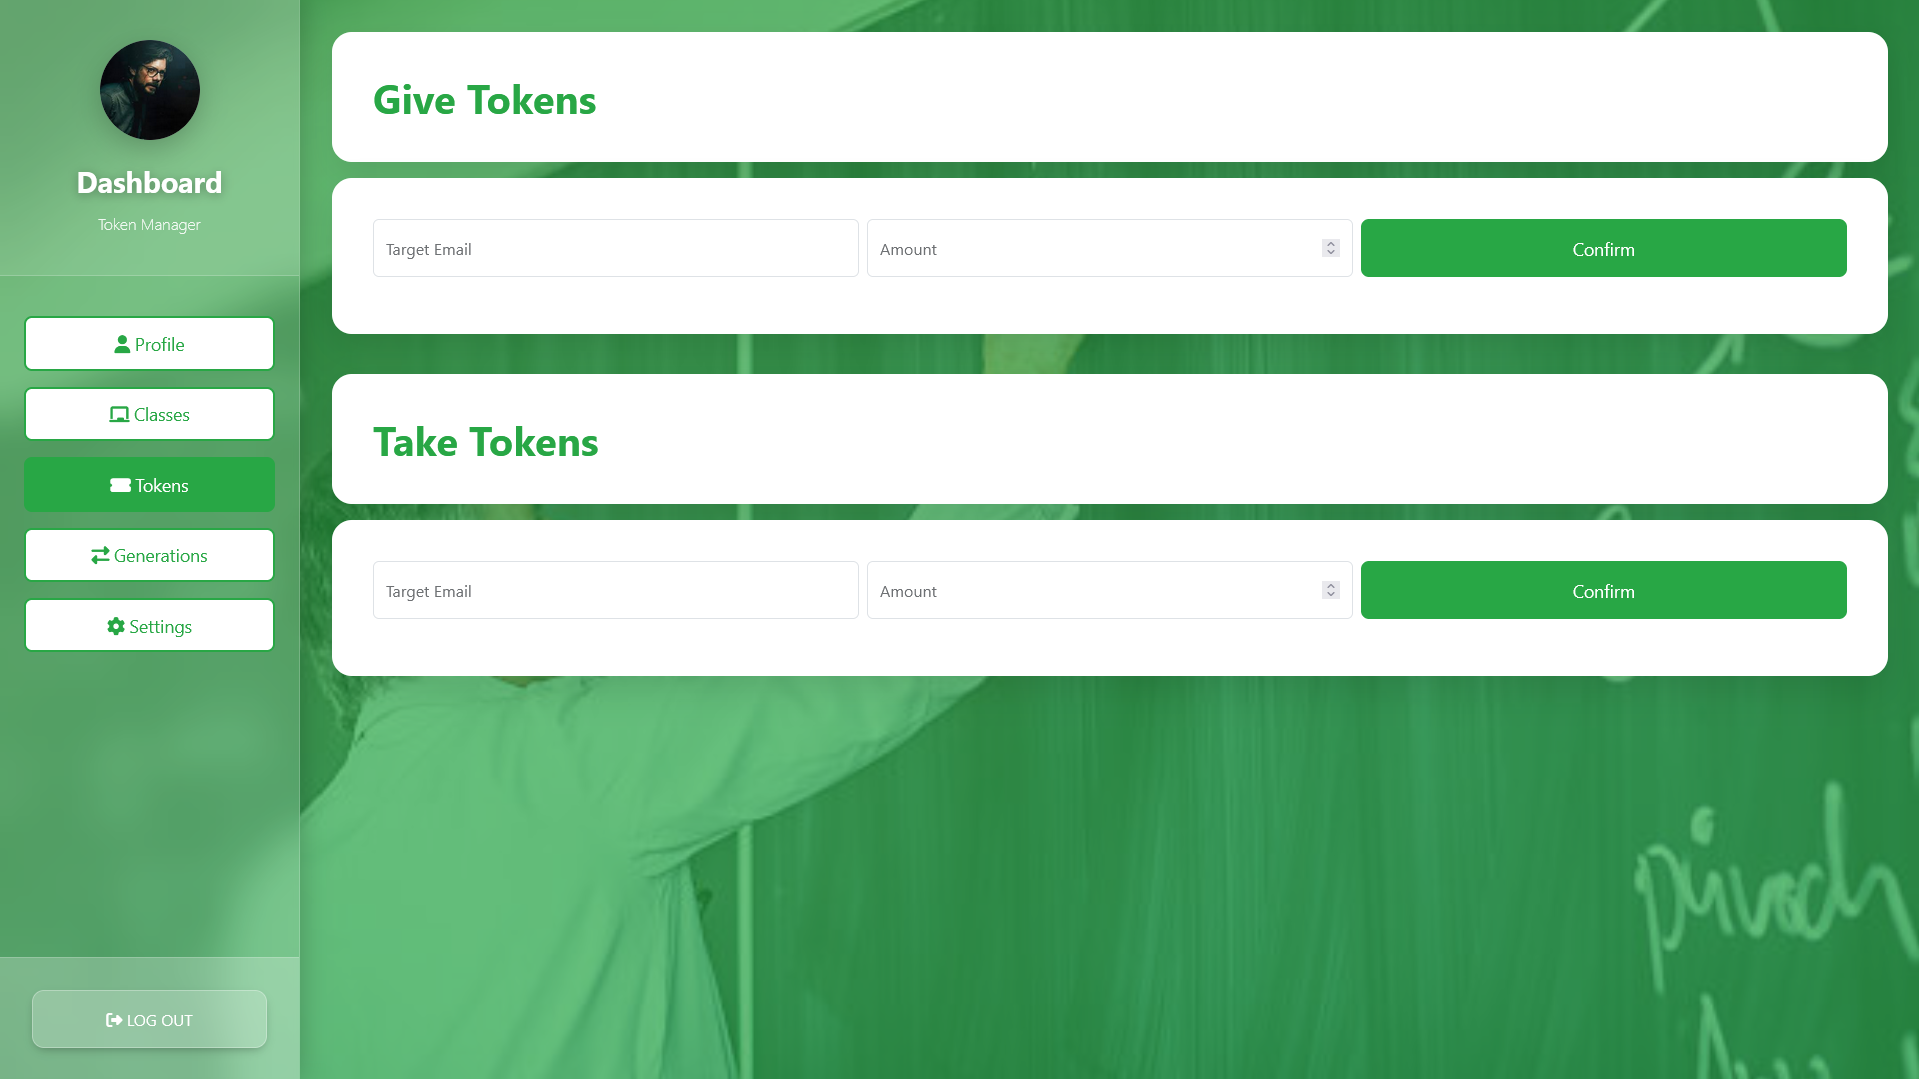 Dashboard
Token Manager
Profile
Classes
Tokens
Generations
Settings
LOG OUT
Give Tokens
Target Email
Amount
Confirm
Take Tokens
Target Email
Amount
Confirm